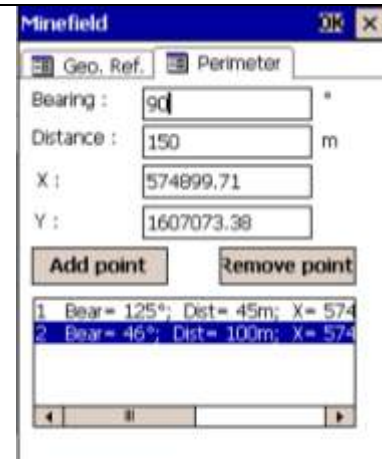 Minefield OK ×
Geo. Ref. Perimeter
Bearing : 90 °
Distance : 150 m
X : 574899.71
Y : 1607073.38
Add point Remove point
1 Bear= 125°; Dist= 45m; X= 574
2 Bear= 46°; Dist= 100m; X= 574